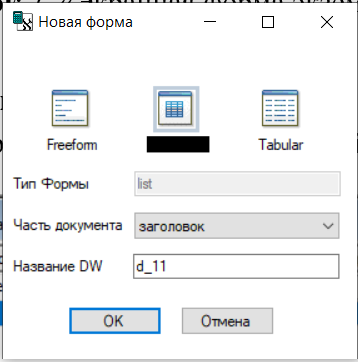 Новая форма
Freeform
Tabular
Тип Формы list
Часть документа заголовок
Название DW d_11
OK
Отмена